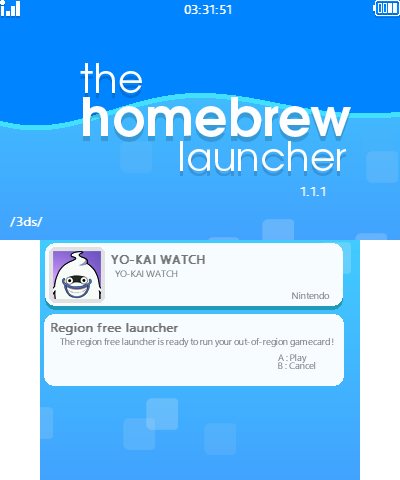 03:31:51
the
homebrew
launcher
1.1.1
/3ds/
YO-KAI WATCH
YO-KAI WATCH
Nintendo
Region free launcher
The region free launcher is ready to run your out-of-region gamecard!
A : Play
B : Cancel